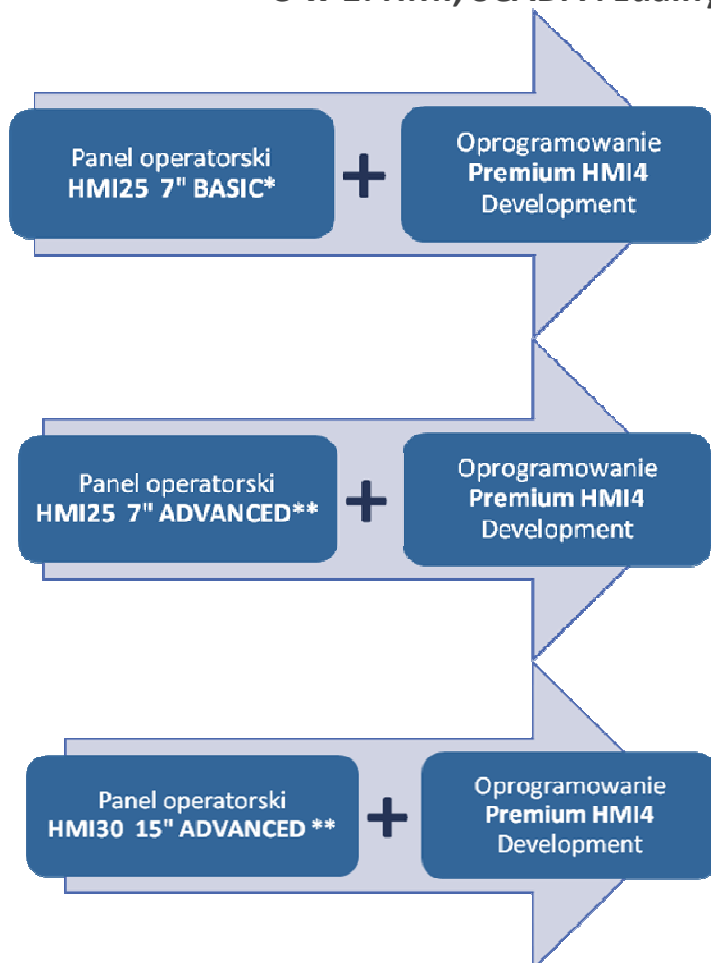 Panel operatorski
HMI25 7" BASIC*
+
Oprogramowanie
Premium HMI4
Development
Panel operatorski
HMI25 7" ADVANCED**
+
Oprogramowanie
Premium HMI4
Development
Panel operatorski
HMI30 15" ADVANCED **
+
Oprogramowanie
Premium HMI4
Development